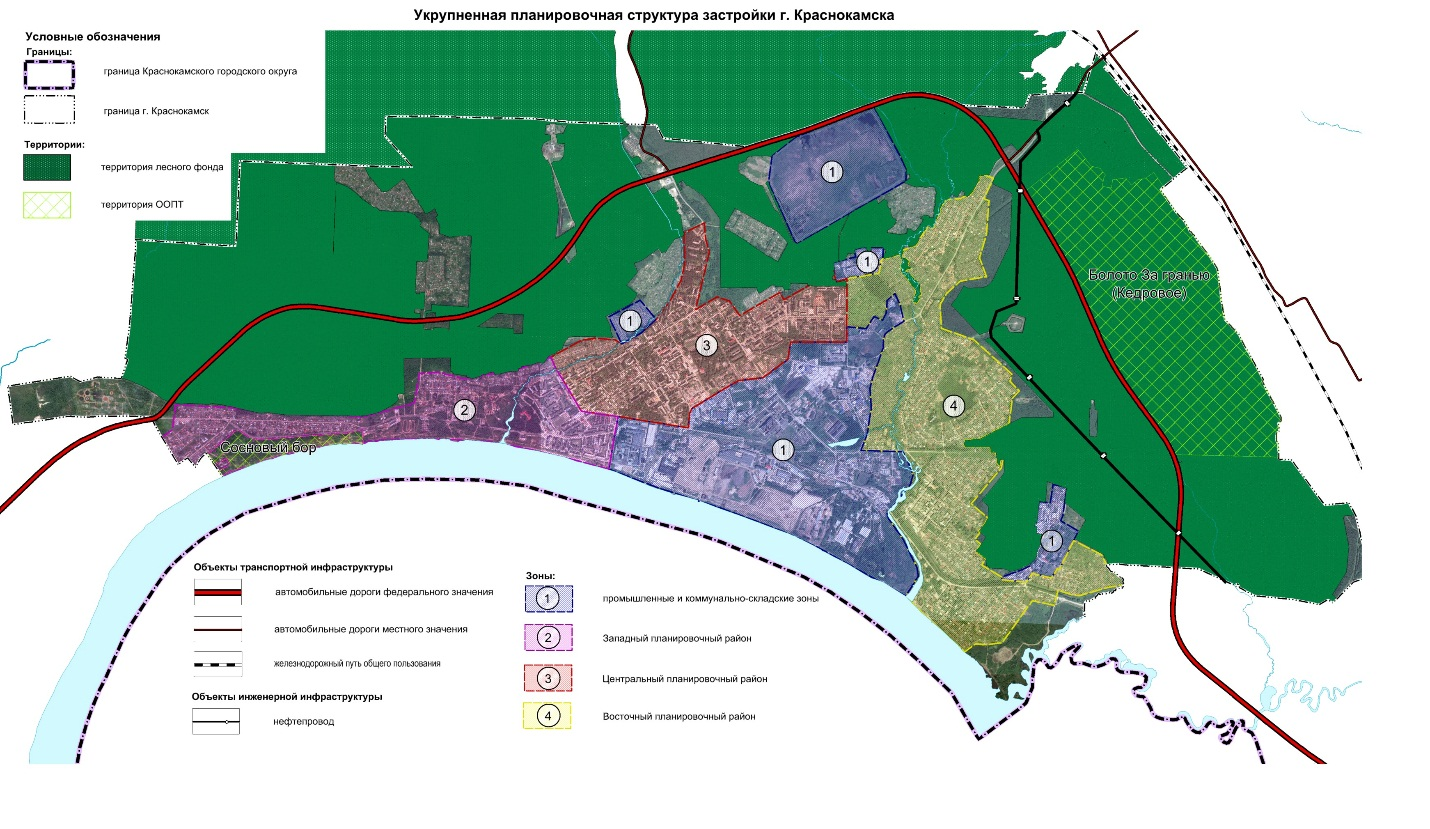 Укрупненная планировочная структура застройки г. Краснокамска
Условные обозначения
Границы:
граница Краснокамского городского округа
граница г. Краснокамск
Территории:
территория лесного фонда
территория ООПТ
1
1
1
3
2
4
1
1
Болото За гранью
(Кедровое)
Сосновый бор
Объекты транспортной инфраструктуры
автомобильные дороги федерального значения
автомобильные дороги местного значения
железнодорожный путь общего пользования
Объекты инженерной инфраструктуры
нефтепровод
Зоны:
1 промышленные и коммунально-складские зоны
2 Западный планировочный район
3 Центральный планировочный район
4 Восточный планировочный район